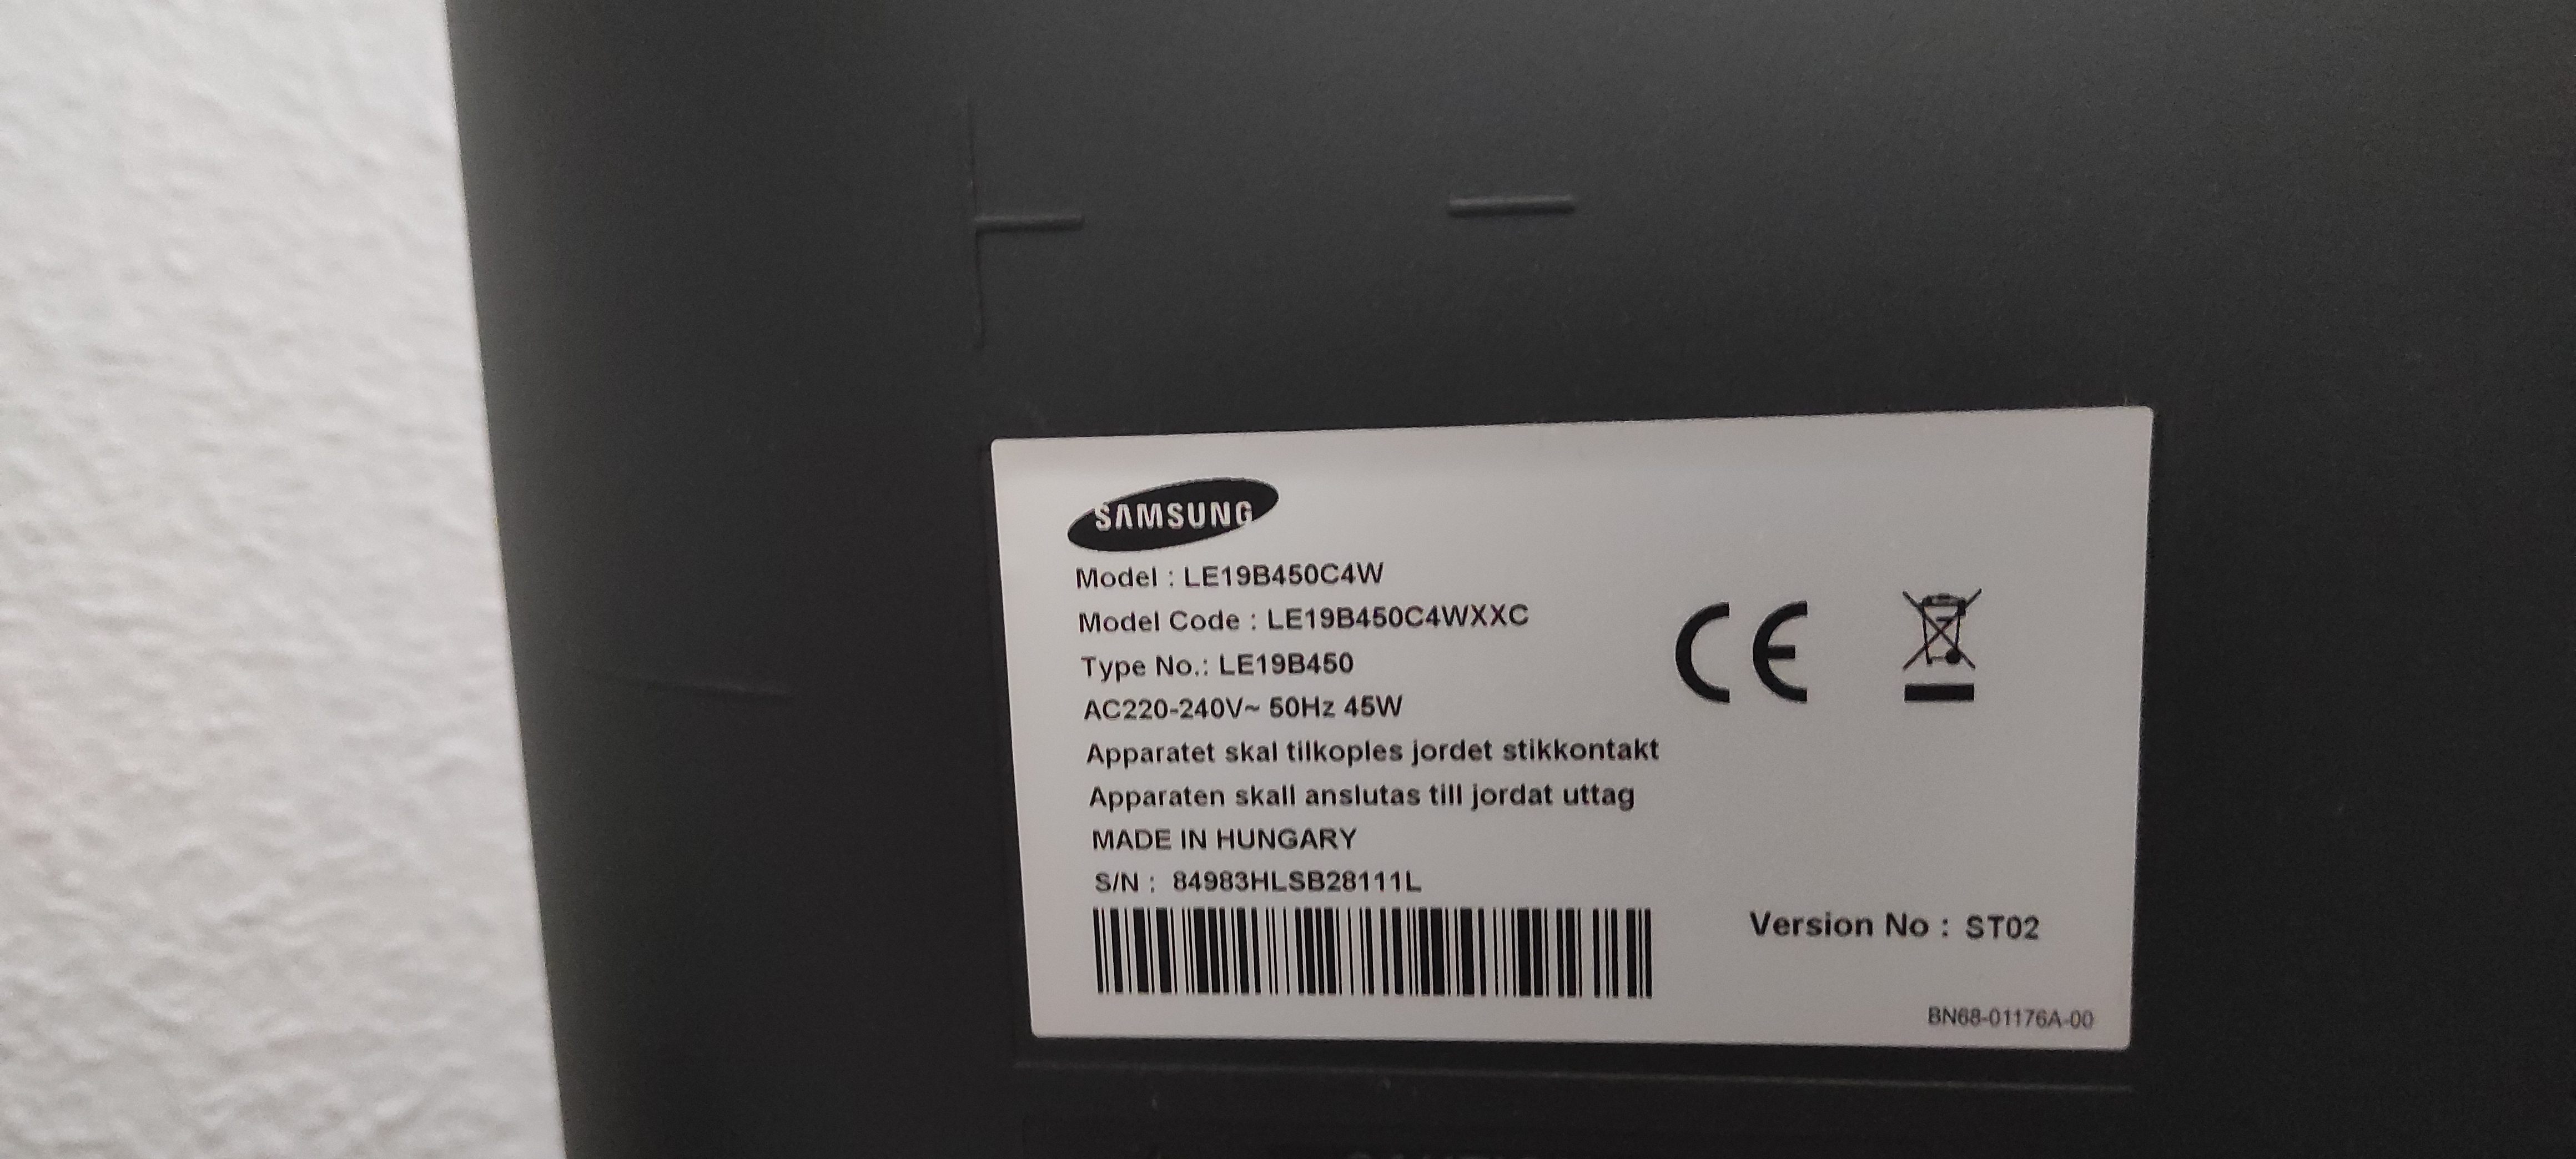 SAMSUNG
Model : LE19B450C4W
Model Code : LE19B450C4WXXC
Type No.: LE19B450
AC220-240V~ 50Hz 45W
Apparatet skal tilkoples jordet stikkontakt
Apparaten skall anslutas till jordat uttag
MADE IN HUNGARY
S/N : 84983HLSB28111L
CE
Version No : ST02
BN68-01176A-00